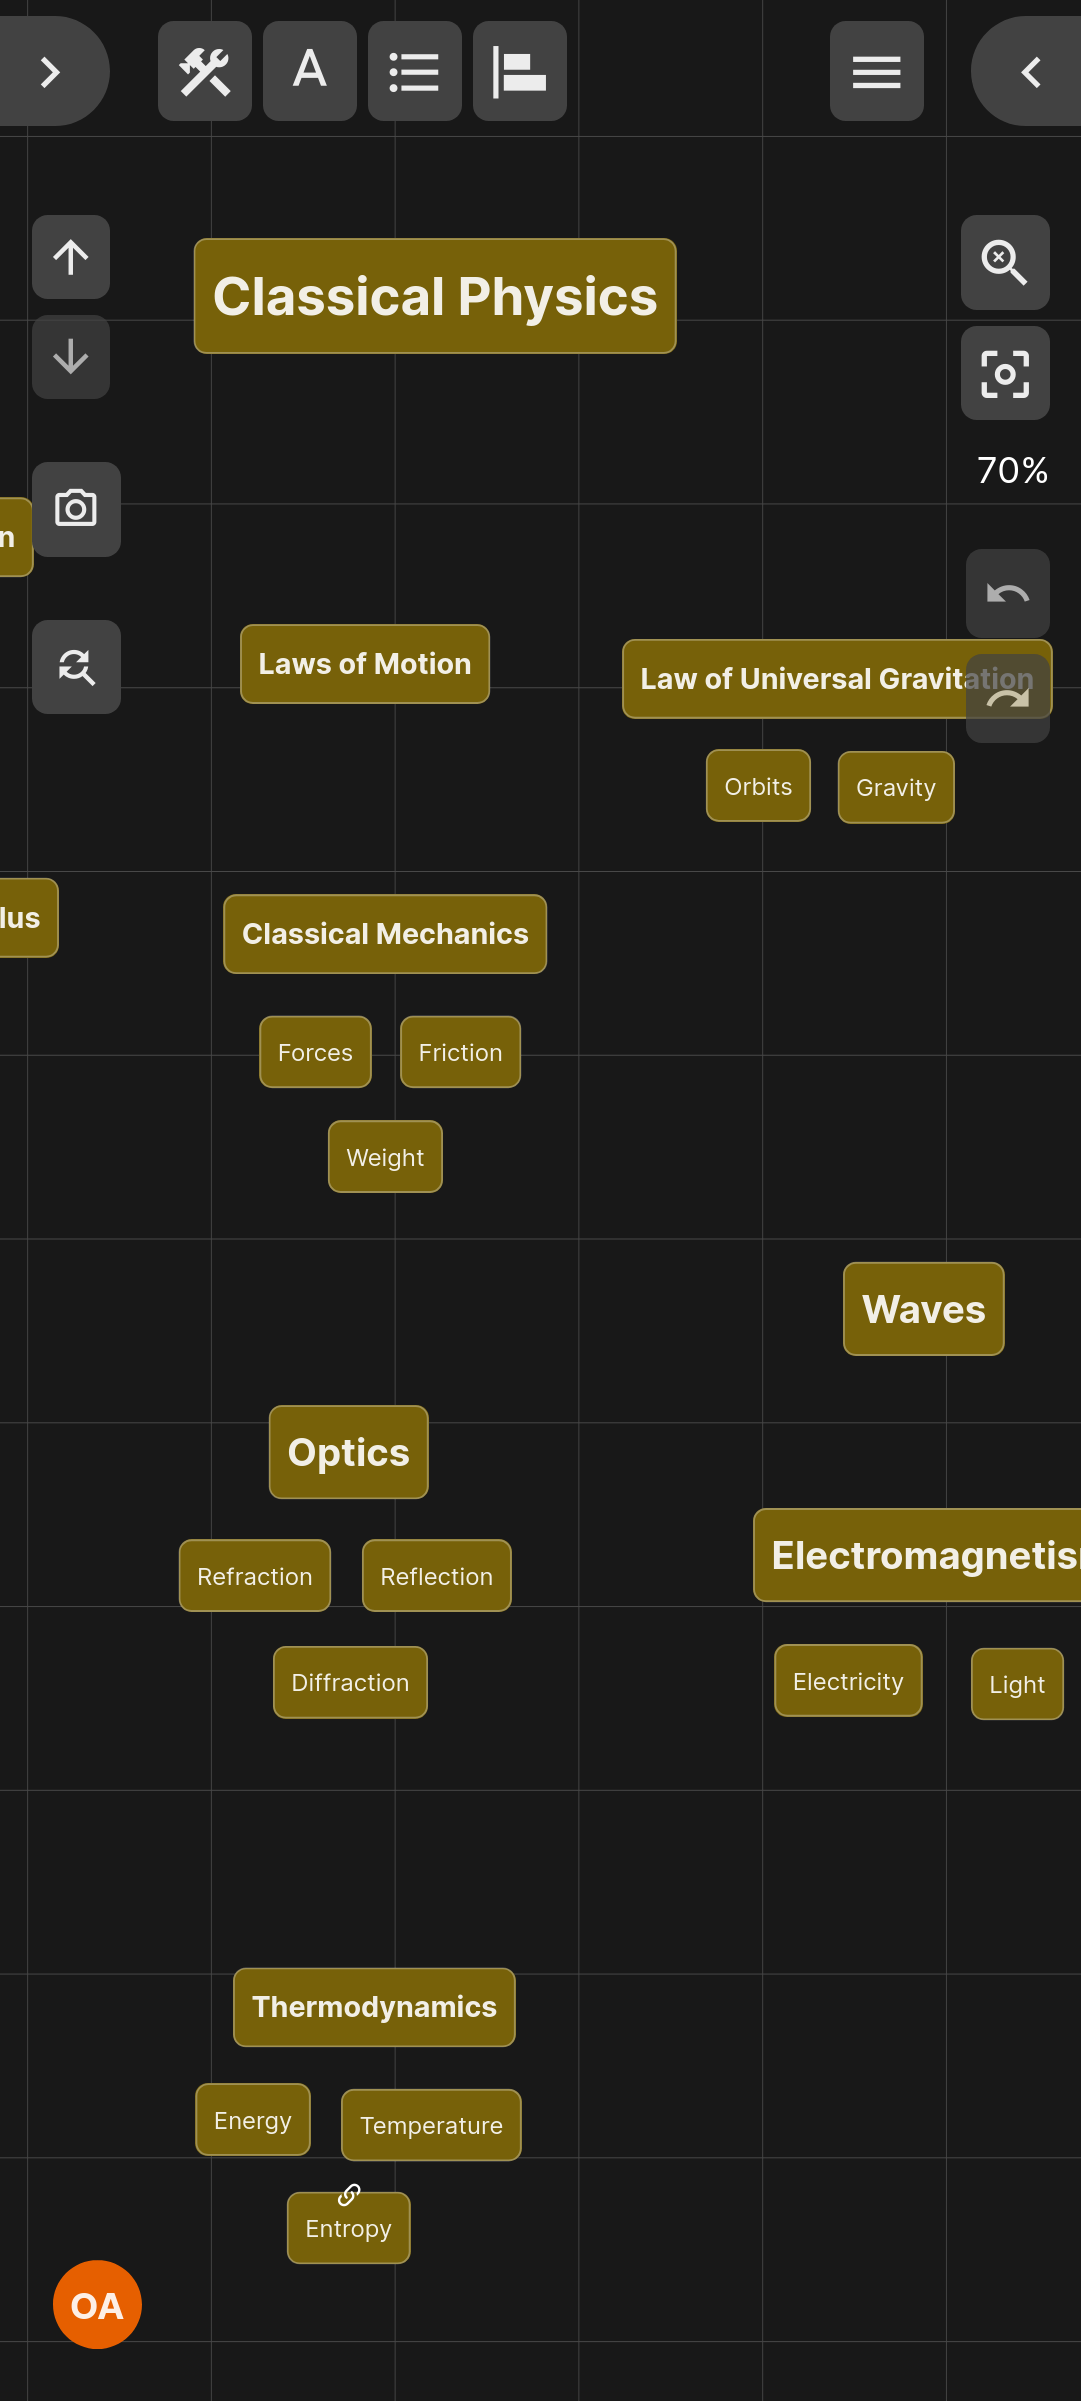 A
Classical Physics
70%
n
Laws of Motion
Law of Universal Gravitation
Orbits
Gravity
lus
Classical Mechanics
Forces
Friction
Weight
Waves
Optics
Electromagnetis
Refraction
Reflection
Electricity
Light
Diffraction
Thermodynamics
Energy
Temperature
Entropy
OA